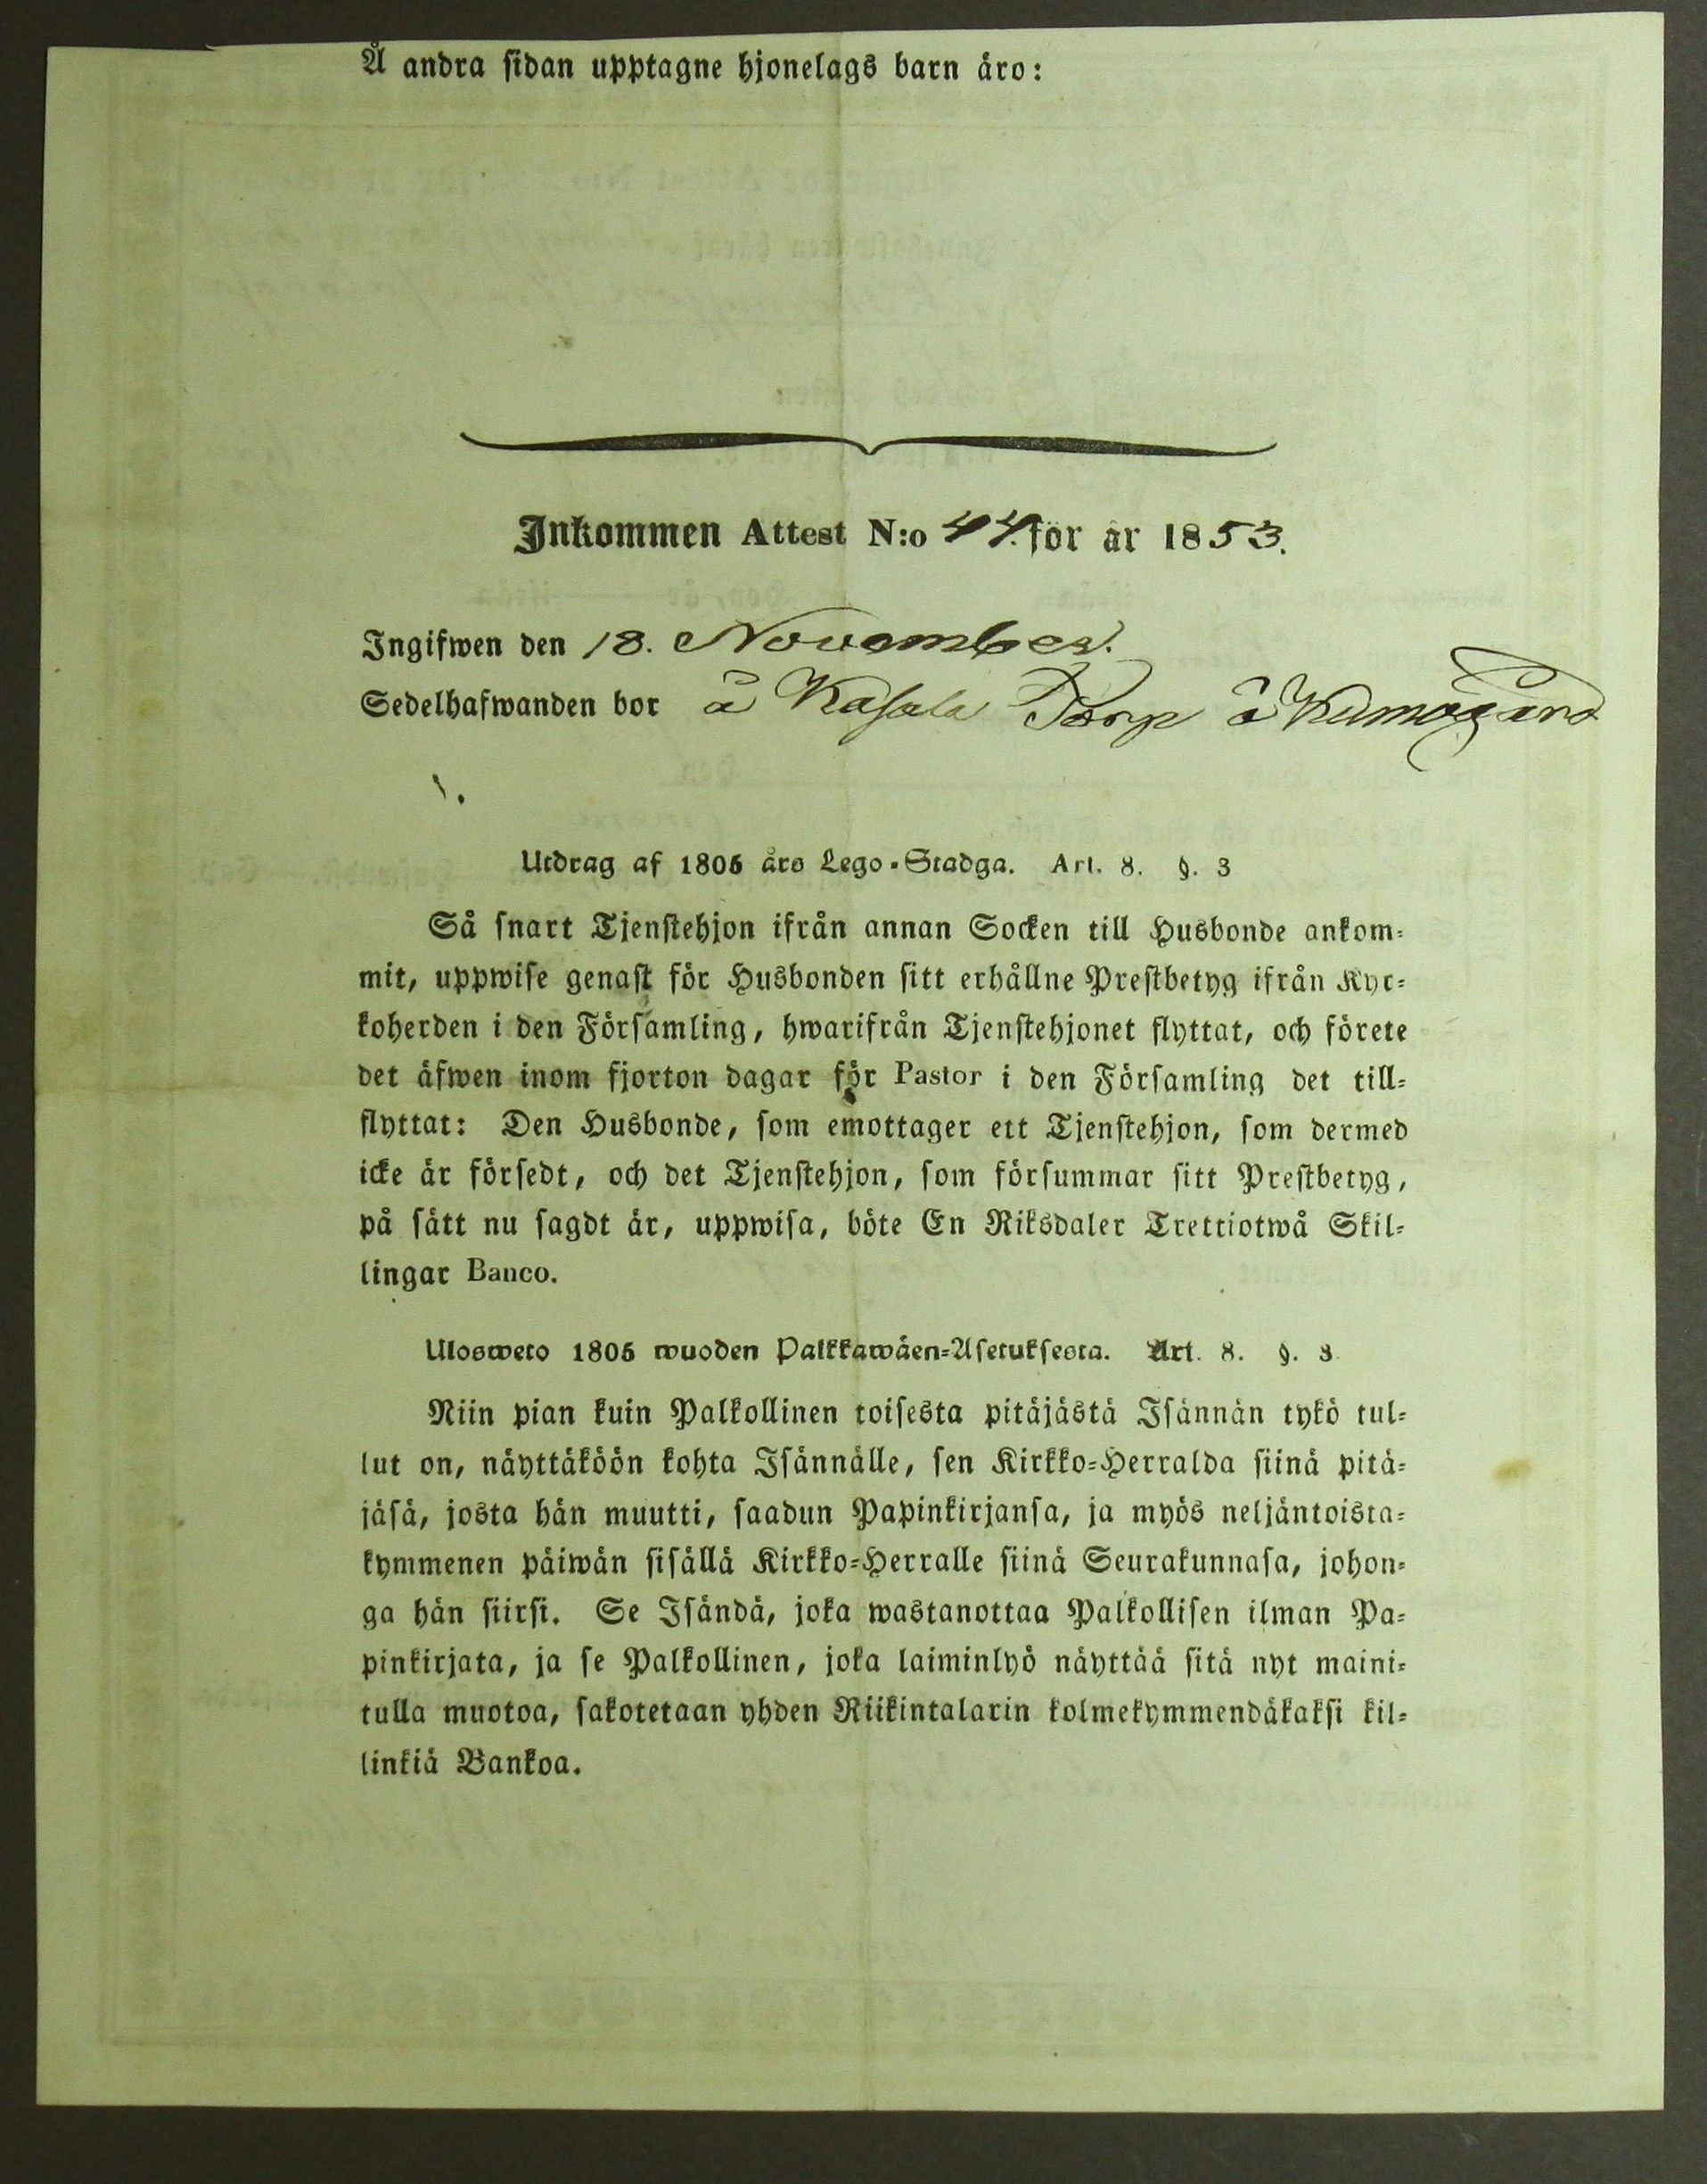 Å andra sidan upptagne hjonelags barn äro:
Inkommen Attest N:o 44. för år 1853.
Ingifwen den 18. November.
Sedelhafwanden bor å Kasala Torp å Kumogård
Utdrag af 1805 års Lego-Stadga. Art. 8. §. 3
Så snart Tjenstehjon ifrån annan Socken till Husbonde ankom-
mit, uppwise genast för Husbonden sitt erhållne Prestbetyg ifrån Kyr-
koherden i den Församling, hwarifrån Tjenstehjonet flyttat, och förete
det äfwen inom fjorton dagar för Pastor i den Församling det till-
flyttat: Den Husbonde, som emottager ett Tjenstehjon, som dermed
icke är försedt, och det Tjenstehjon, som försummar sitt Prestbetyg,
på sätt nu sagdt är, uppwisa, böte En Riksdaler Trettiotwå Skil-
lingar Banco.
Ulosweto 1805 wuoden Palkkawäen-Asetuksesta. Art. 8. §. 3
Niin pian kuin Palkollinen toisesta pitäjästä Isännän tykö tul-
lut on, näyttäköön kohta Isännälle, sen Kirkko-Herralda siinä pitä-
jäsä, josta hän muutti, saadun Papinkirjansa, ja myös neljäntoista-
kymmenen päiwän sisällä Kirkko-Herralle siinä Seurakunnasa, johon-
ga hän siirsi. Se Isändä, joka wastanottaa Palkollisen ilman Pa-
pinkirjata, ja se Palkollinen, joka laiminlyö näyttää sitä nyt maini-
tulla muotoa, sakotetaan yhden Riikintalarin kolmekymmendäkaksi kil-
linkiä Bankoa.